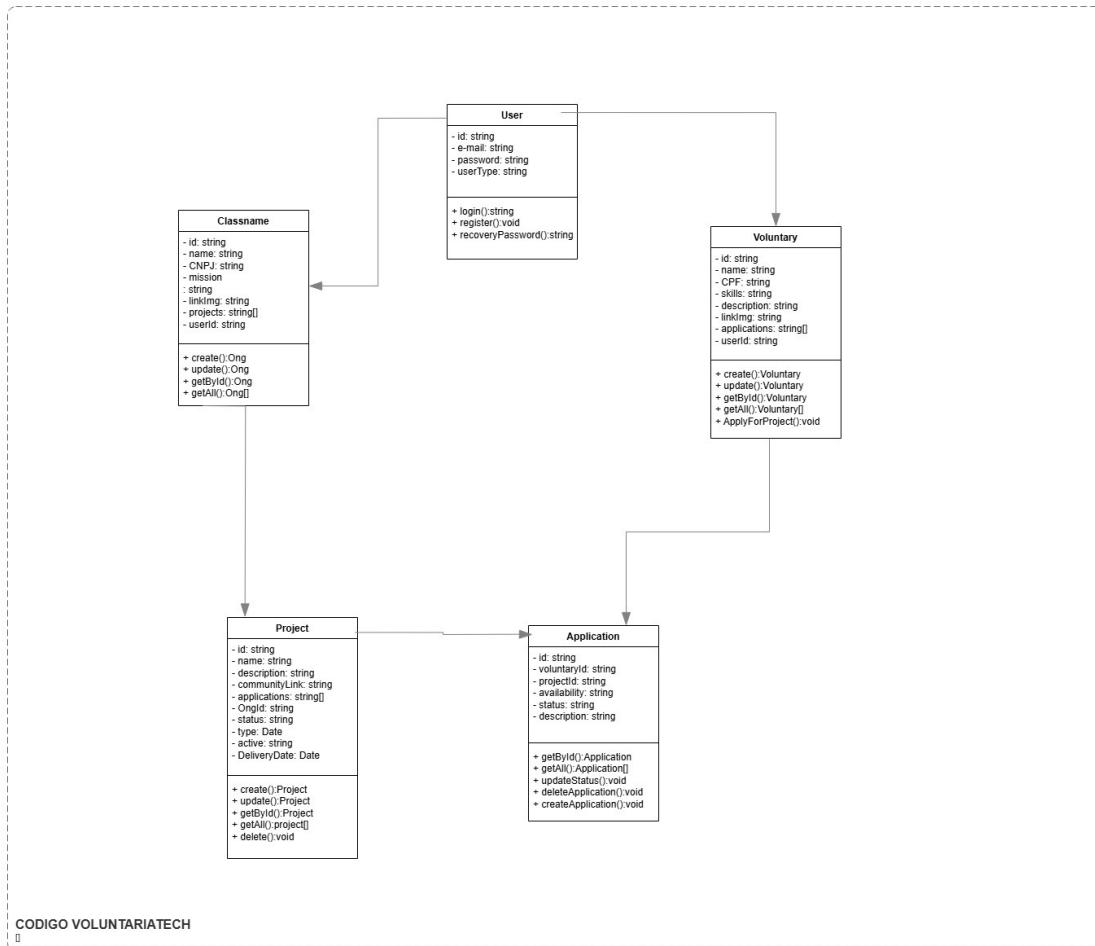 User
- id: string
- e-mail: string
- password: string
- userType: string
+ login():string
+ register():void
+ recoveryPassword():string
Classname
- id: string
- name: string
- CNPJ: string
- mission
: string
- linkImg: string
- projects: string[]
- userId: string
+ create():Ong
+ update():Ong
+ getById():Ong
+ getAll():Ong[]
Voluntary
- id: string
- name: string
- CPF: string
- skills: string
- description: string
- linkImg: string
- applications: string[]
- userId: string
+ create():Voluntary
+ update():Voluntary
+ getById():Voluntary
+ getAll():Voluntary[]
+ ApplyForProject():void
Project
- id: string
- name: string
- description: string
- communityLink: string
- applications: string[]
- OngId: string
- status: string
- type: Date
- active: string
- DeliveryDate: Date
+ create():Project
+ update():Project
+ getById():Project
+ getAll():project[]
+ delete():void
Application
- id: string
- voluntaryId: string
- projectId: string
- availability: string
- status: string
- description: string
+ getById():Application
+ getAll():Application[]
+ updateStatus():void
+ deleteApplication():void
+ createApplication():void
CODIGO VOLUNTARIATECH